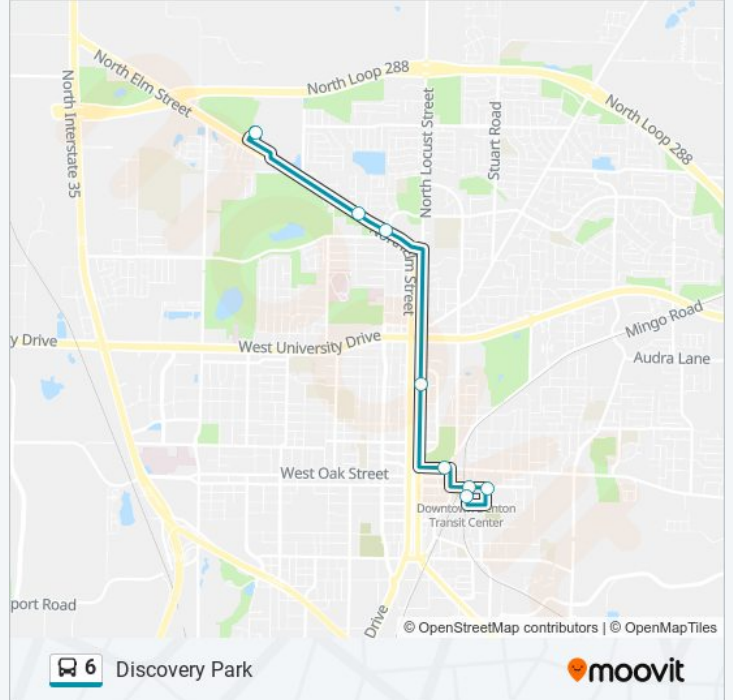 North Elm Street
North Loop 288
North Interstate 35
North Locust Street
Stuart Road
North Loop 288
Street
Mingo Road
y Drive
West University Drive
Audra Lane
West Oak Street
Transit Center
port Road
Drive
© OpenStreetMap contributors | © OpenMapTiles
6 Discovery Park
moovit